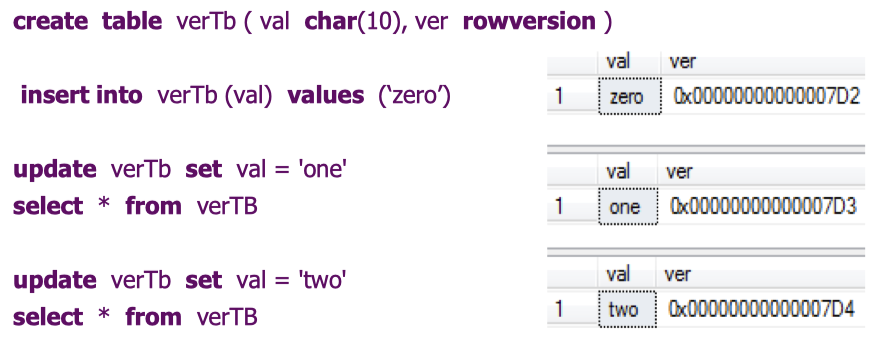 create table verTb ( val char(10), ver rowversion )
val ver
insert into verTb (val) values (‘zero’)
1 zero 0x00000000000007D2
update verTb set val = 'one'
val ver
select * from verTB
1 one 0x00000000000007D3
update verTb set val = 'two'
val ver
select * from verTB
1 two 0x00000000000007D4